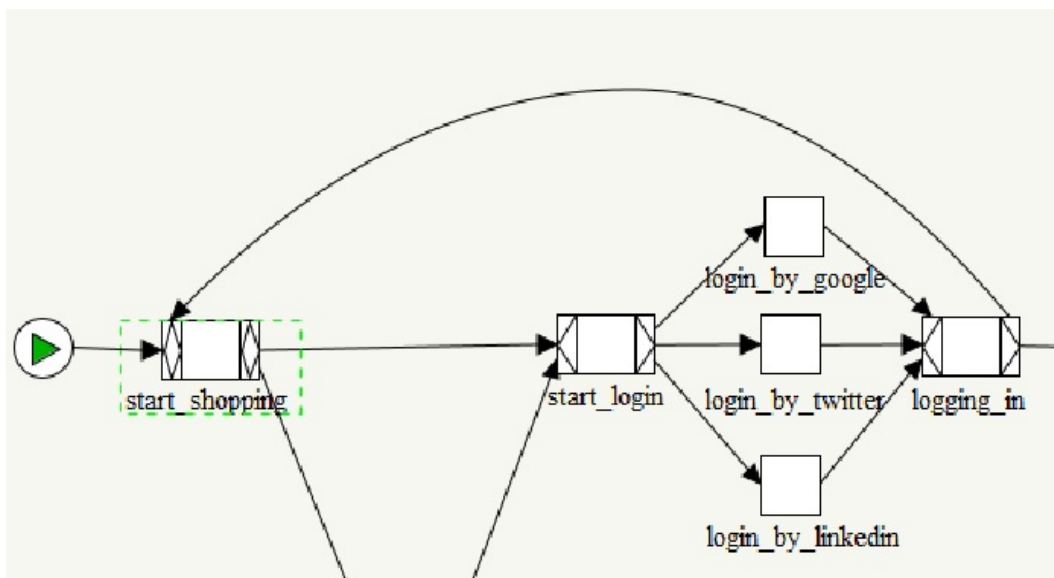 login_by_google
start_shopping
start_login
login_by_twitter
logging_in
login_by_linkedin